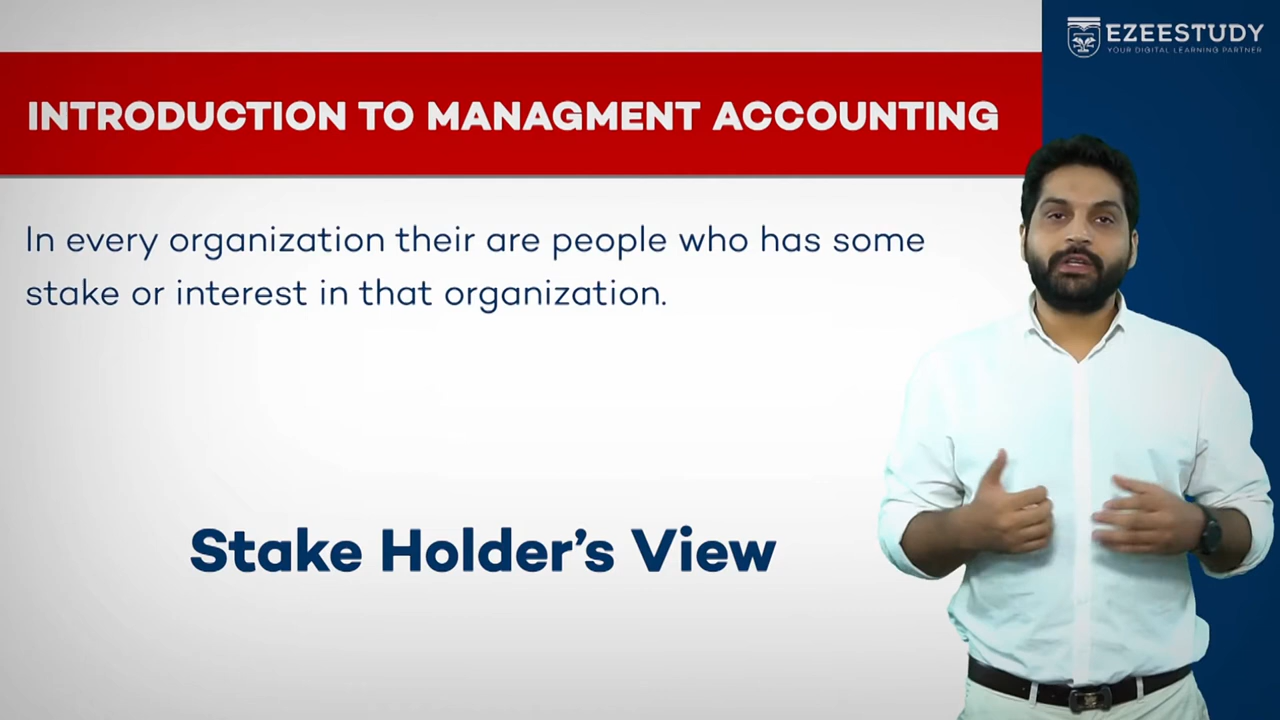 EZEESTUDY
YOUR DIGITAL LEARNING PARTNER
INTRODUCTION TO MANAGMENT ACCOUNTING
In every organization their are people who has some
stake or interest in that organization.
Stake Holder’s View